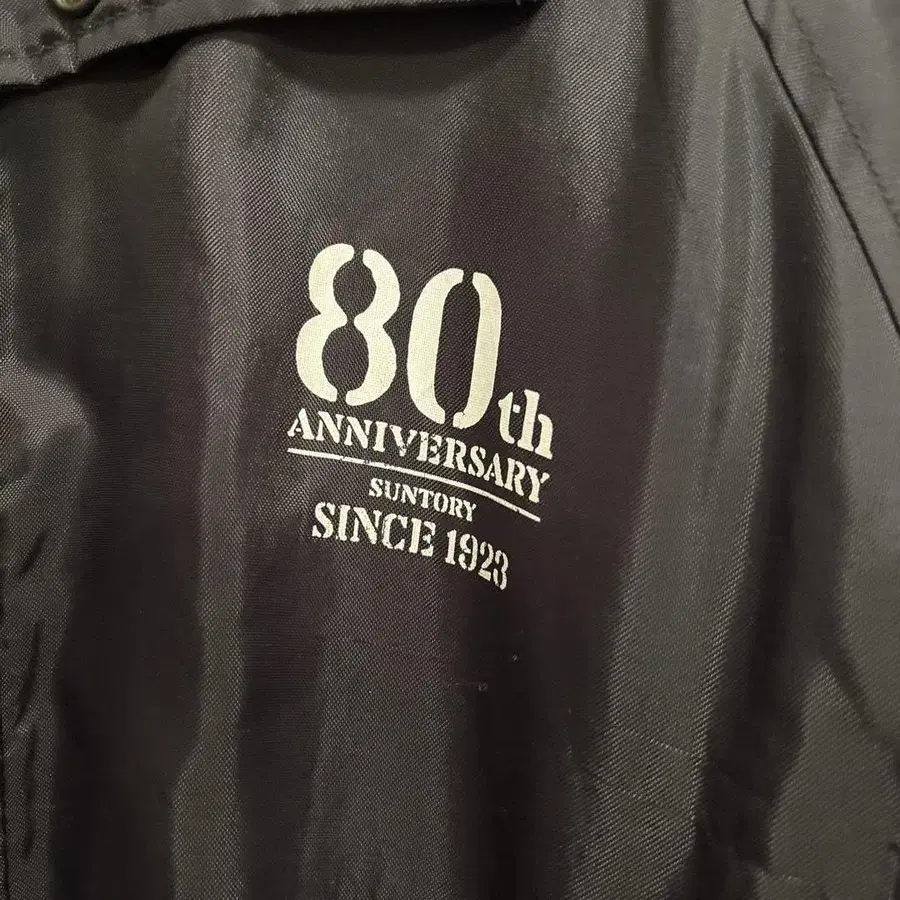 80th
ANNIVERSARY
SUNTORY
SINCE 1923